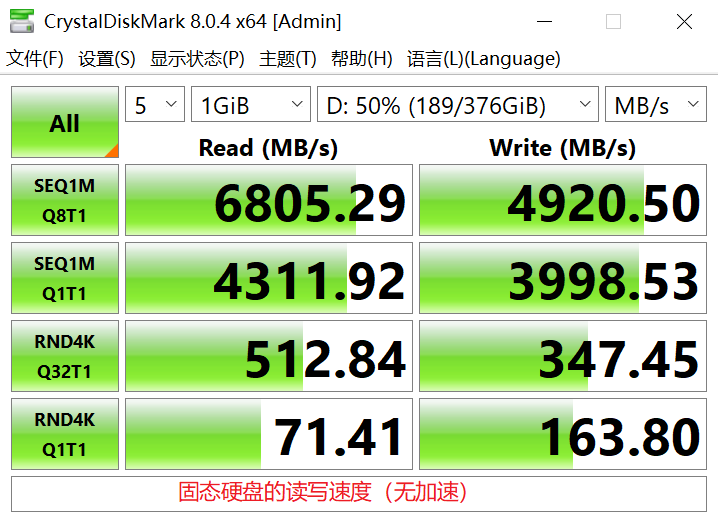 CrystalDiskMark 8.0.4 x64 [Admin]
文件(F) 设置(S) 显示状态(P) 主题(T) 帮助(H) 语言(L)(Language)
All 5 1GiB D: 50% (189/376GiB) MB/s
Read (MB/s) Write (MB/s)
SEQ1M
Q8T1 6805.29 4920.50
SEQ1M
Q1T1 4311.92 3998.53
RND4K
Q32T1 512.84 347.45
RND4K
Q1T1 71.41 163.80
固态硬盘的读写速度（无加速）